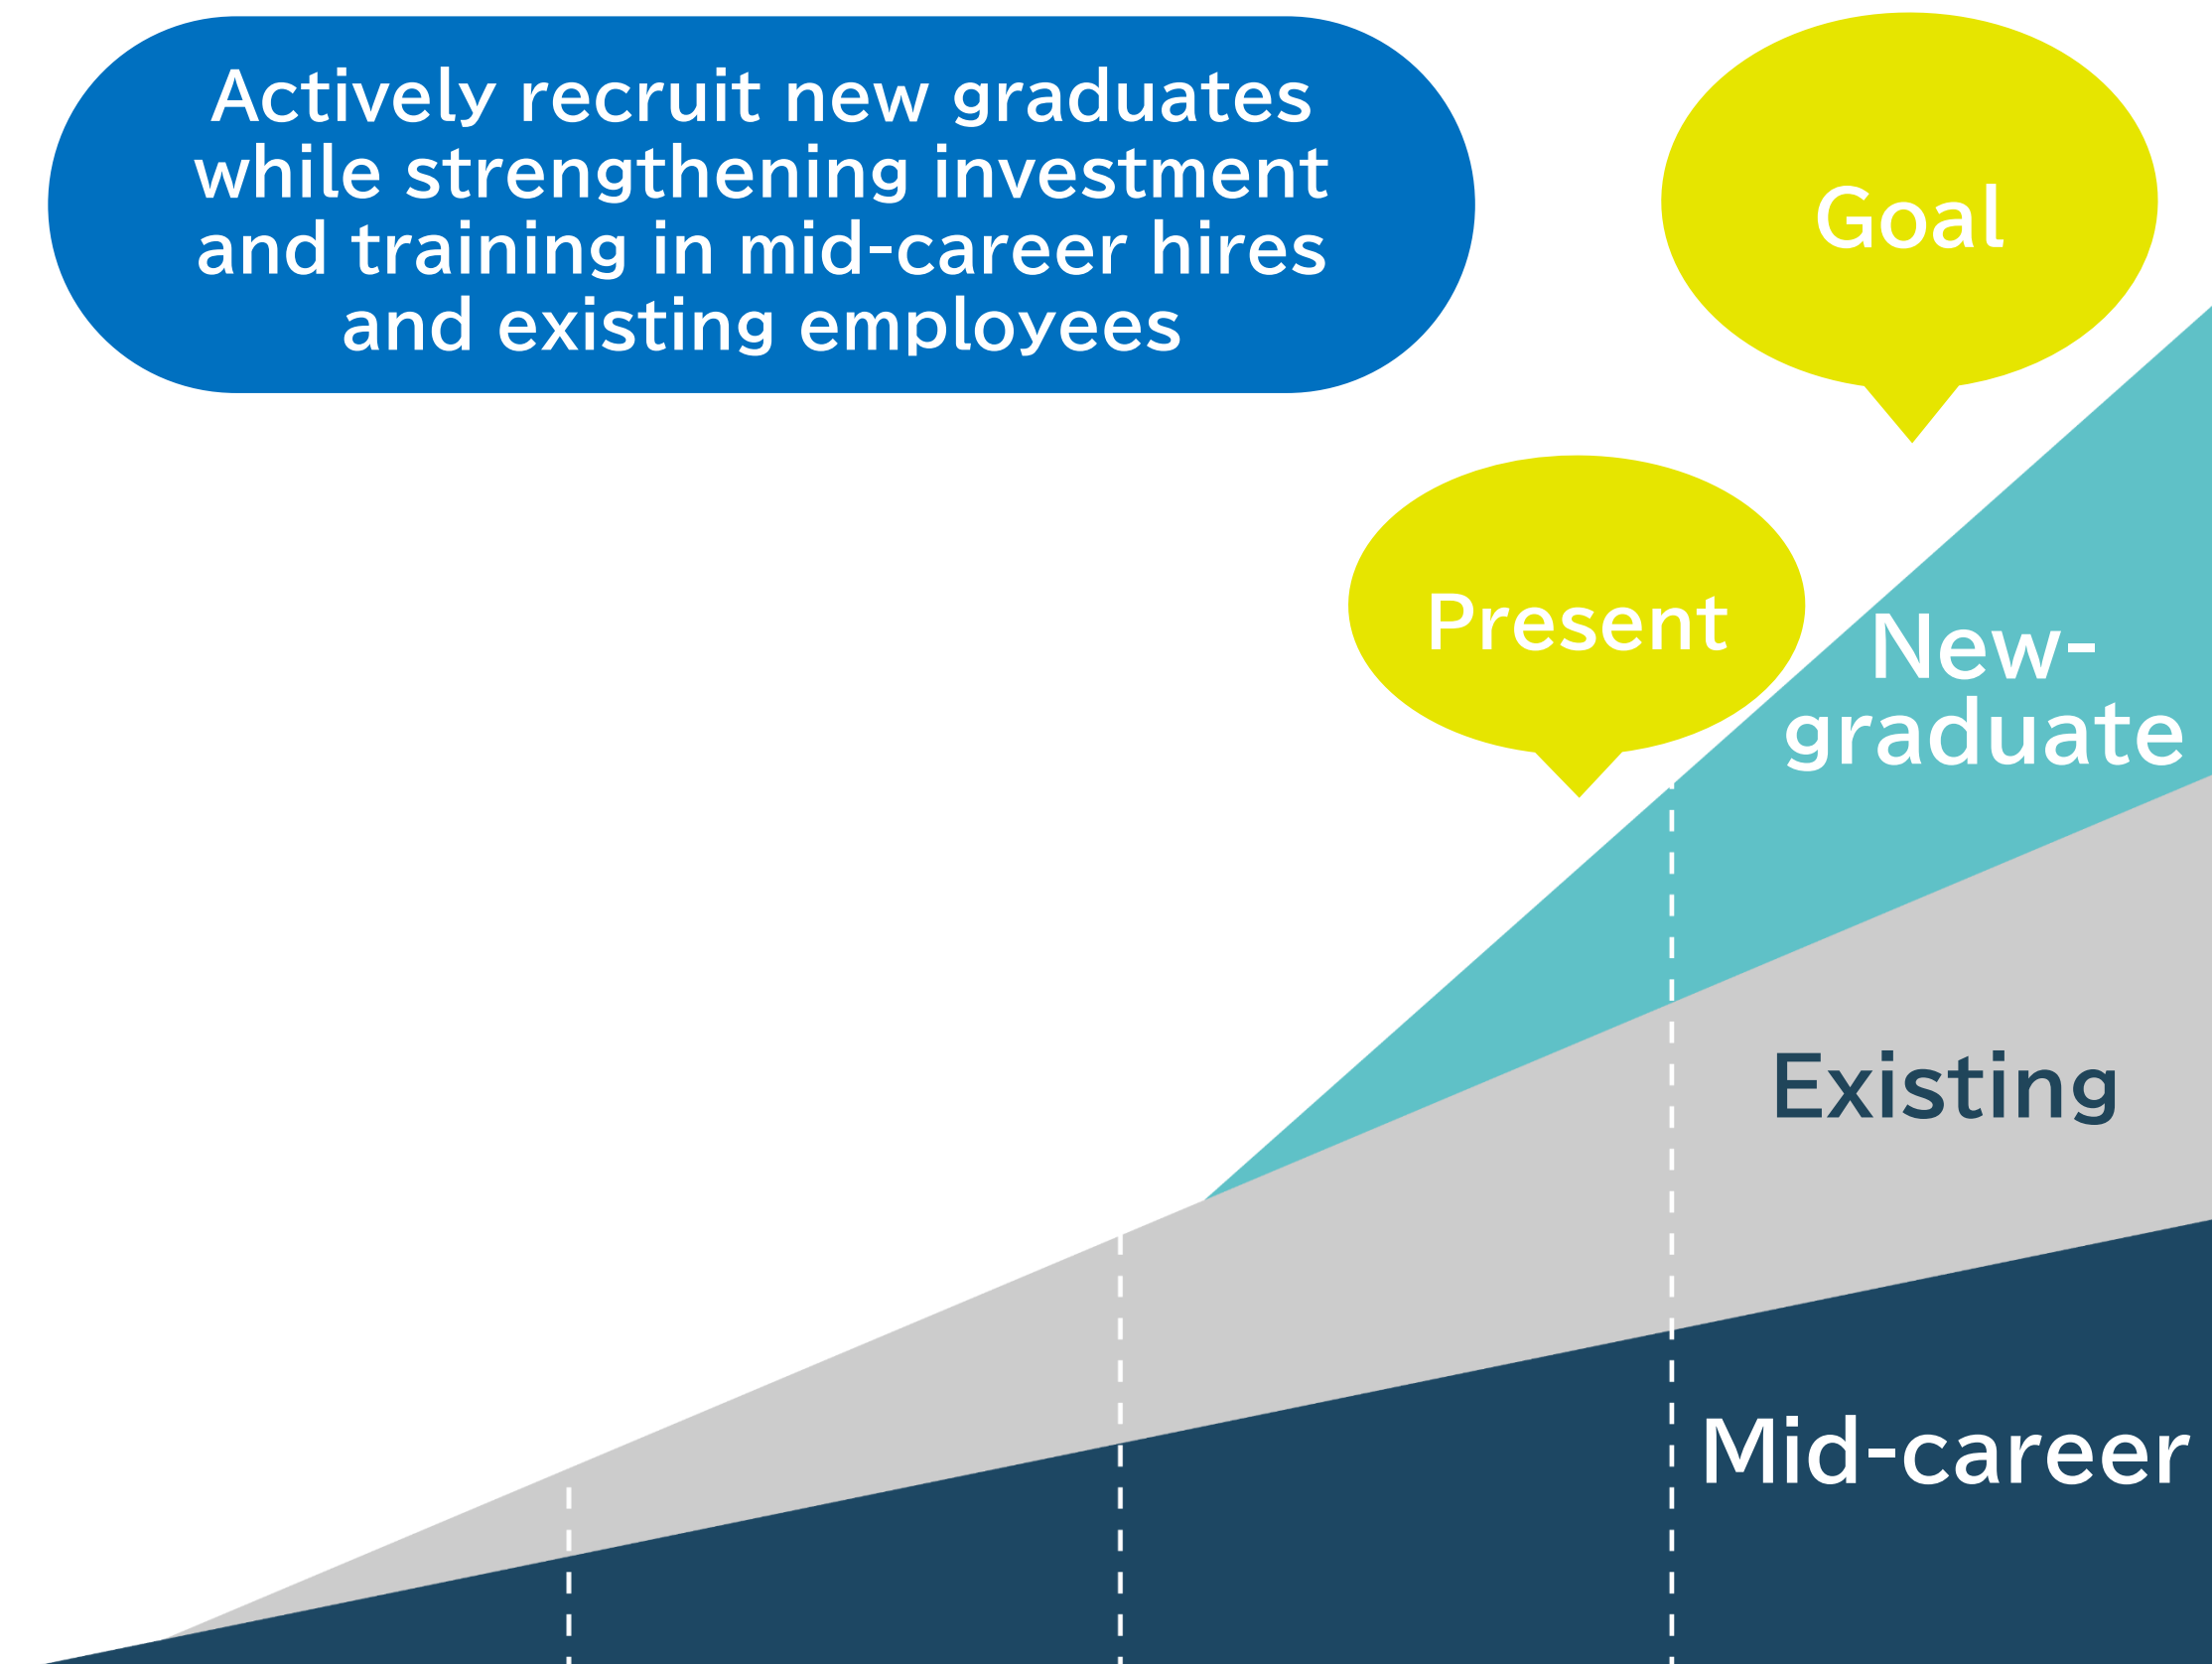 Actively recruit new graduates
while strengthening investment
and training in mid-career hires
and existing employees
Goal
Present
New-
graduate
Existing
Mid-career